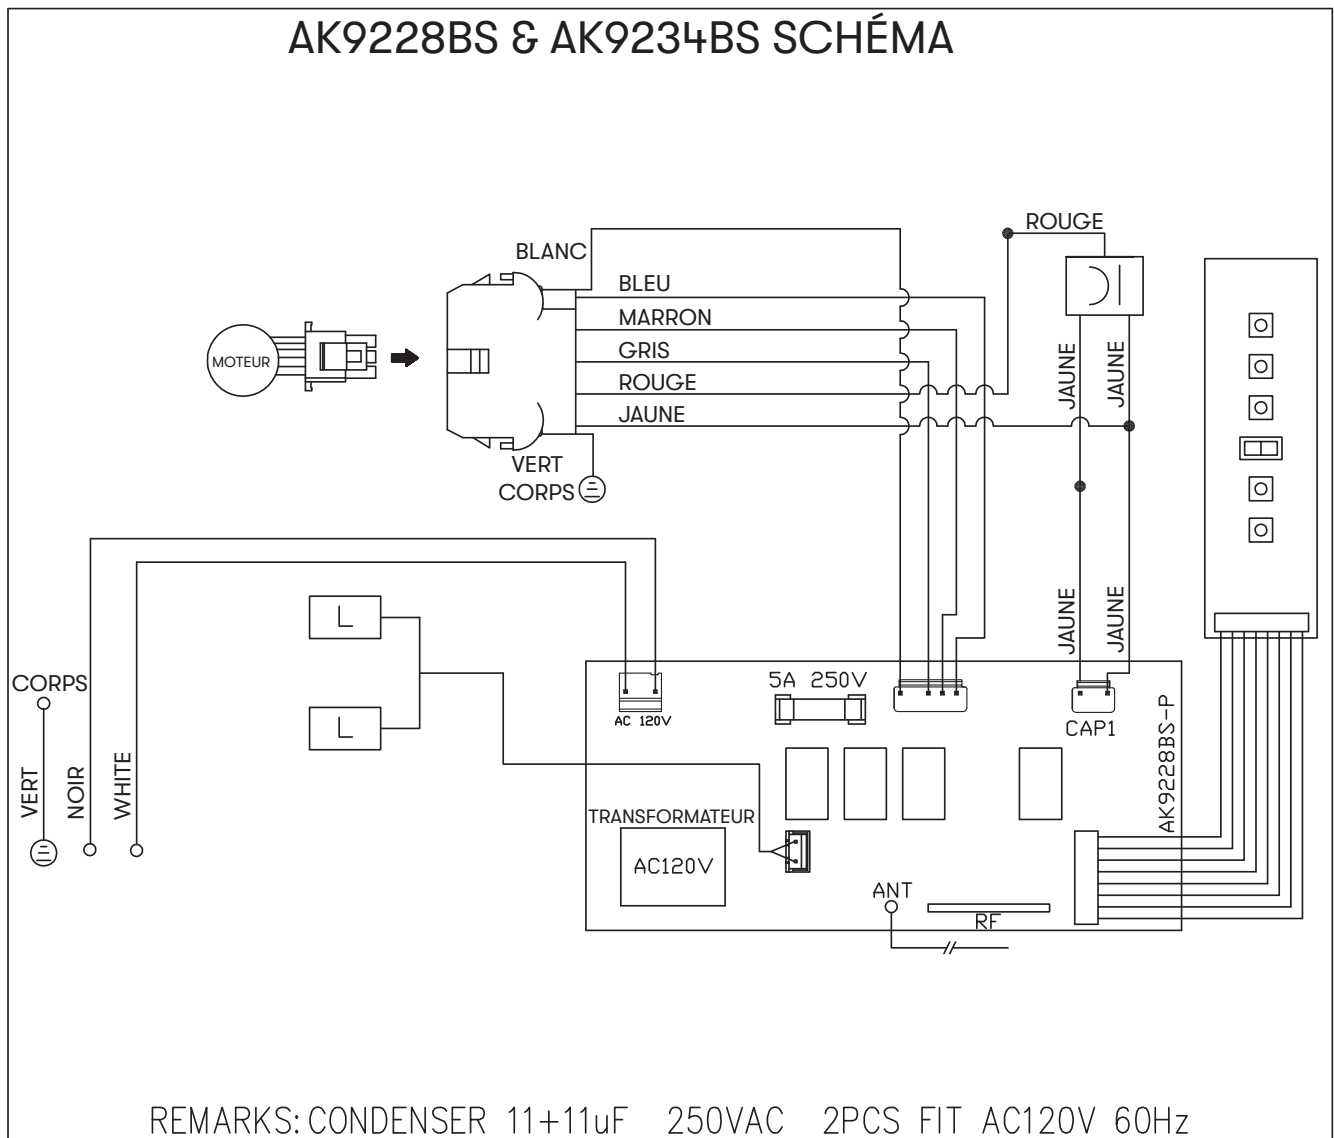 AK9228BS & AK9234BS SCHÉMA
ROUGE
BLANC
BLEU
MARRON
GRIS
ROUGE
JAUNE
MOTEUR
JAUNE
JAUNE
VERT
CORPS
JAUNE
JAUNE
L
L
CORPS
VERT
NOIR
WHITE
5A 250V
AC 120V
CAP1
AK9228BS-P
TRANSFORMATEUR
AC120V
ANT
RF
REMARKS: CONDENSER 11+11uF 250VAC 2PCS FIT AC120V 60Hz